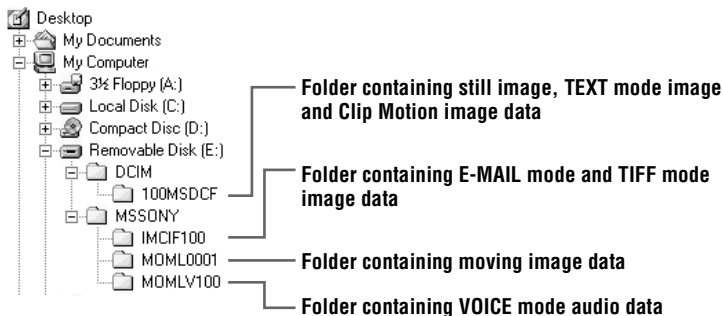 Desktop
My Documents
My Computer
3½ Floppy (A:)
Local Disk (C:)
Compact Disc (D:)
Removable Disk (E:)
DCIM
100MSDCF
MSSONY
IMCIF100
MOML0001
MOMLV100
Folder containing still image, TEXT mode image
and Clip Motion image data
Folder containing E-MAIL mode and TIFF mode
image data
Folder containing moving image data
Folder containing VOICE mode audio data